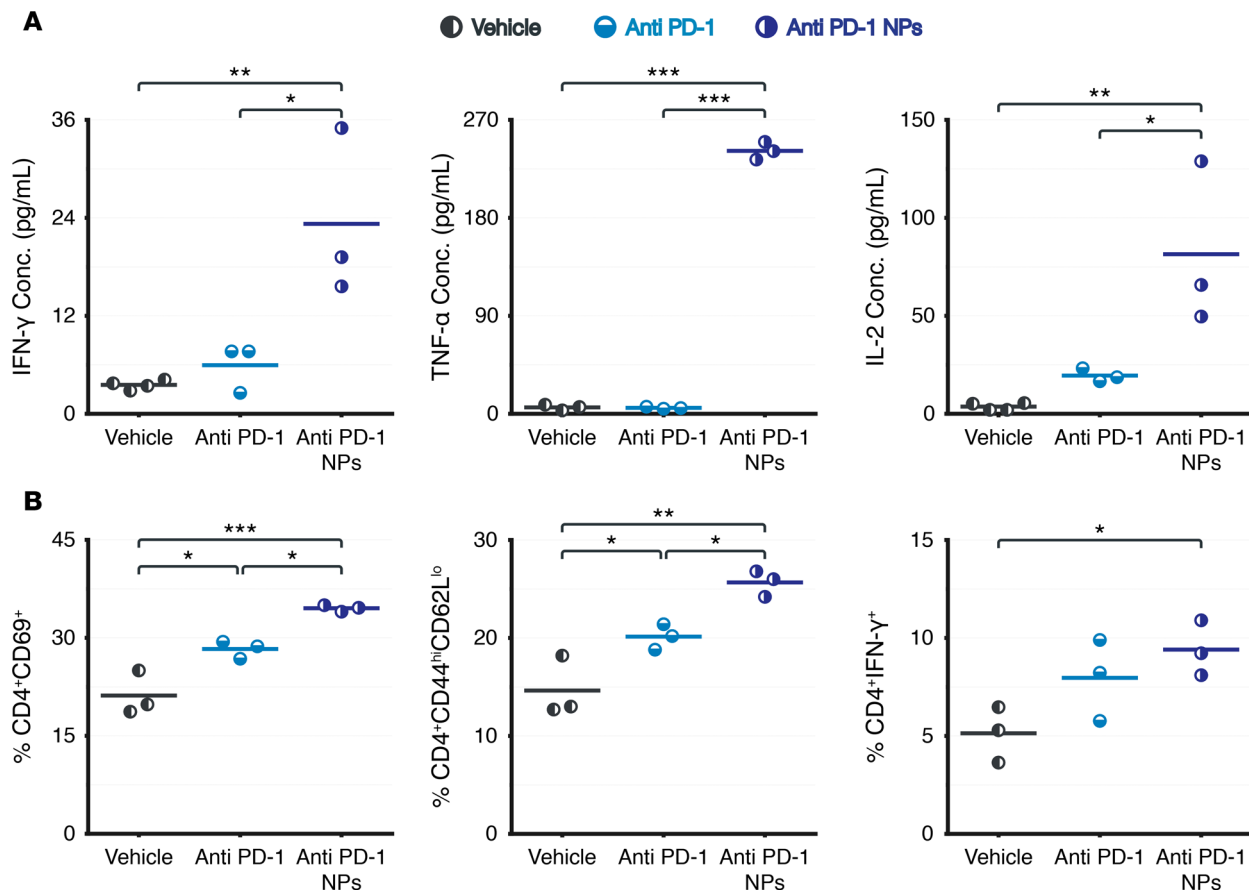 A
Vehicle Anti PD-1 Anti PD-1 NPs
** * *** *** ** *
IFN-γ Conc. (pg/mL)
36
24
12
0
Vehicle Anti PD-1 Anti PD-1
NPs
TNF-α Conc. (pg/mL)
270
180
90
0
Vehicle Anti PD-1 Anti PD-1
NPs
IL-2 Conc. (pg/mL)
150
100
50
0
Vehicle Anti PD-1 Anti PD-1
NPs
B
*** * * ** * * *
% CD4⁺CD69⁺
45
30
15
0
Vehicle Anti PD-1 Anti PD-1
NPs
% CD4⁺CD44ʰⁱCD62Lˡᵒ
30
20
10
0
Vehicle Anti PD-1 Anti PD-1
NPs
% CD4⁺IFN-γ⁺
15
10
5
0
Vehicle Anti PD-1 Anti PD-1
NPs